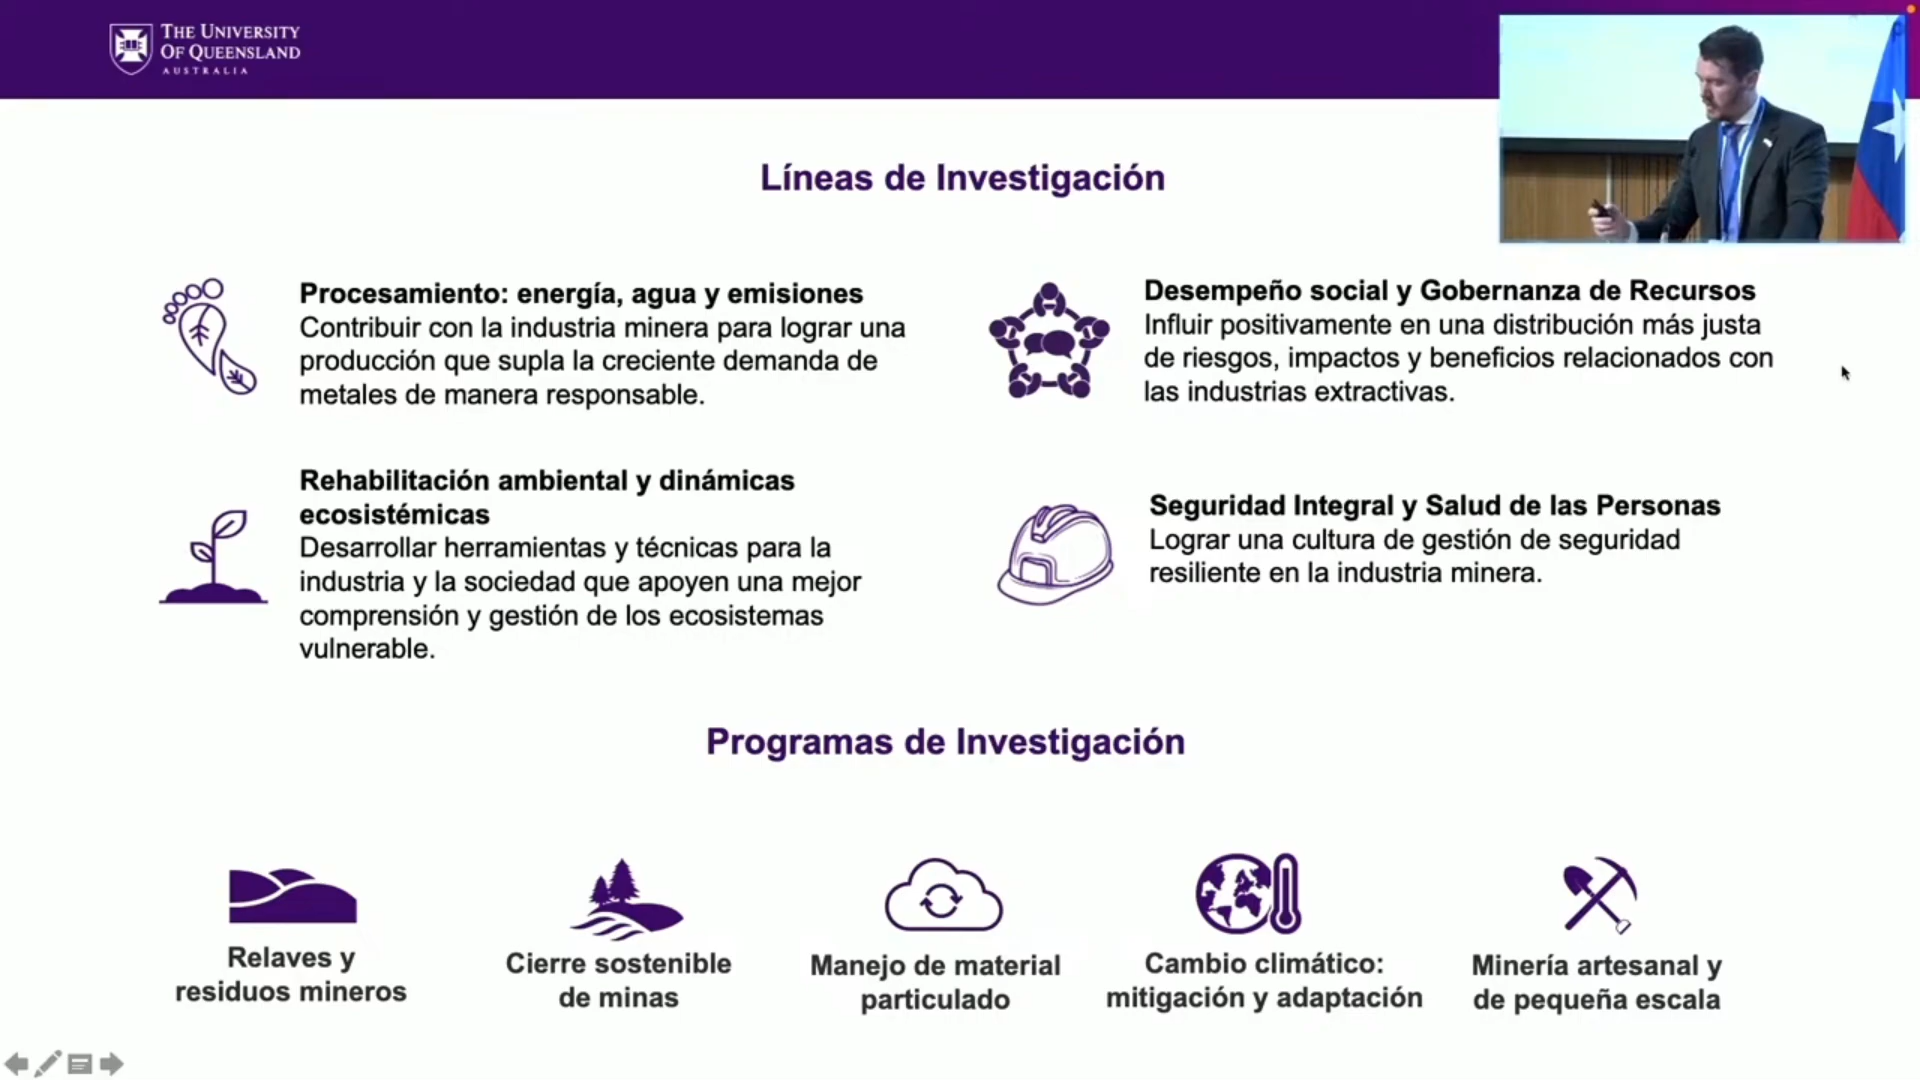 THE UNIVERSITY
OF QUEENSLAND
AUSTRALIA
Líneas de Investigación
Procesamiento: energía, agua y emisiones
Contribuir con la industria minera para lograr una
producción que supla la creciente demanda de
metales de manera responsable.
Desempeño social y Gobernanza de Recursos
Influir positivamente en una distribución más justa
de riesgos, impactos y beneficios relacionados con
las industrias extractivas.
Rehabilitación ambiental y dinámicas
ecosistémicas
Desarrollar herramientas y técnicas para la
industria y la sociedad que apoyen una mejor
comprensión y gestión de los ecosistemas
vulnerable.
Seguridad Integral y Salud de las Personas
Lograr una cultura de gestión de seguridad
resiliente en la industria minera.
Programas de Investigación
Relaves y
residuos mineros
Cierre sostenible
de minas
Manejo de material
particulado
Cambio climático:
mitigación y adaptación
Minería artesanal y
de pequeña escala